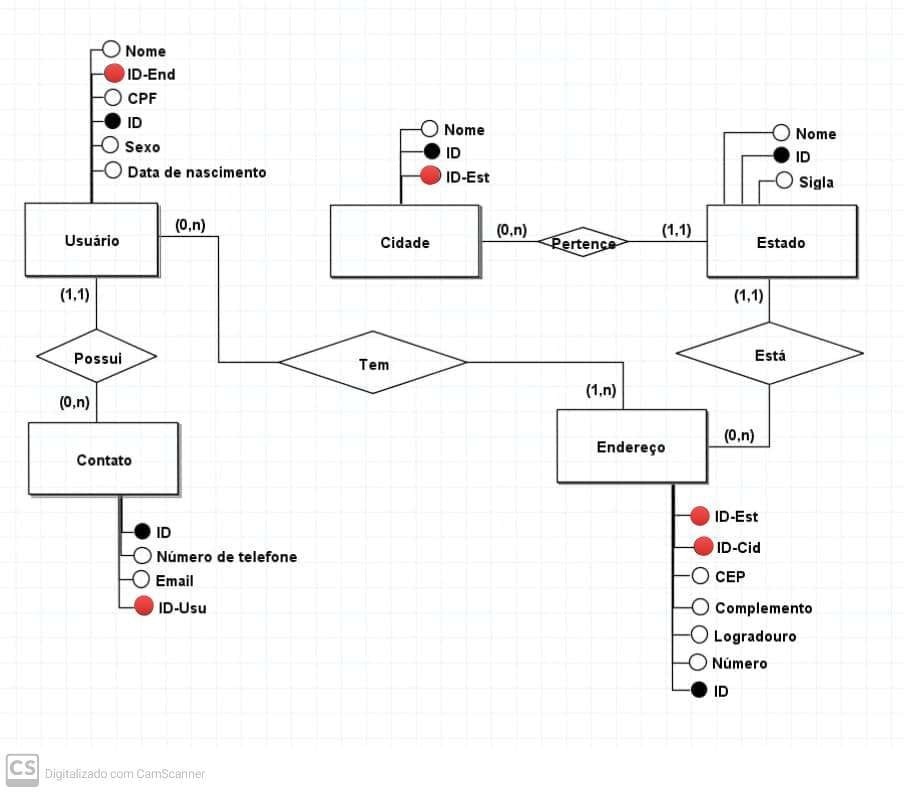 Nome
ID-End
CPF
ID
Sexo
Data de nascimento
Usuário
(0,n)
(1,1)
Possui
(0,n)
Contato
ID
Número de telefone
Email
ID-Usu
Tem
Nome
ID
ID-Est
Cidade
(0,n)
Pertence
(1,1)
Nome
ID
Sigla
Estado
(1,1)
Está
(0,n)
(1,n)
Endereço
ID-Est
ID-Cid
CEP
Complemento
Logradouro
Número
ID
CS Digitalizado com CamScanner